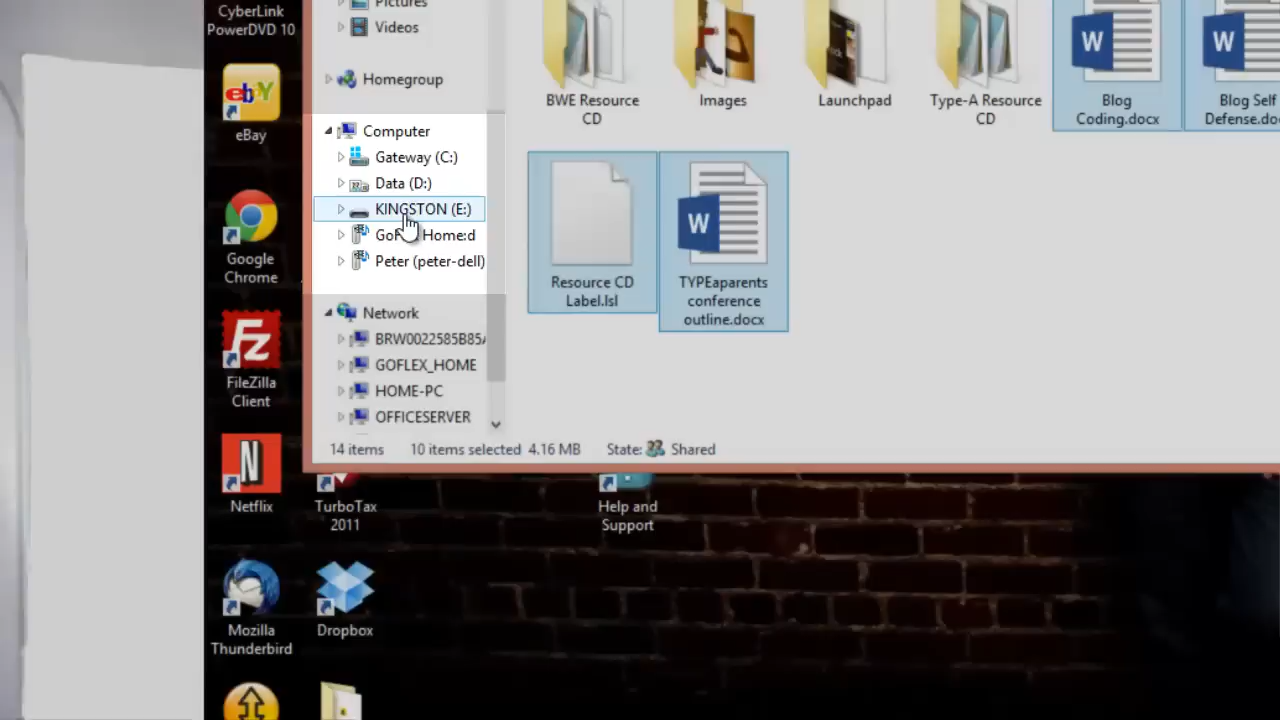 CyberLink
PowerDVD 10
eBay
Google
Chrome
FileZilla
Client
Netflix
Mozilla
Thunderbird
TurboTax
2011
Dropbox
Help and
Support
Pictures
Videos
Homegroup
Computer
Gateway (C:)
Data (D:)
KINGSTON (E:)
Home:d
Peter (peter-dell)
Network
BRW0022585B85
GOFLEX_HOME
HOME-PC
OFFICESERVER
BWE Resource
CD
Images
Launchpad
Type-A Resource
CD
Blog
Coding.docx
Blog Self
Defense.do
Resource CD
Label.lsl
TYPEaparents
conference
outline.docx
14 items 10 items selected 4.16 MB State: Shared